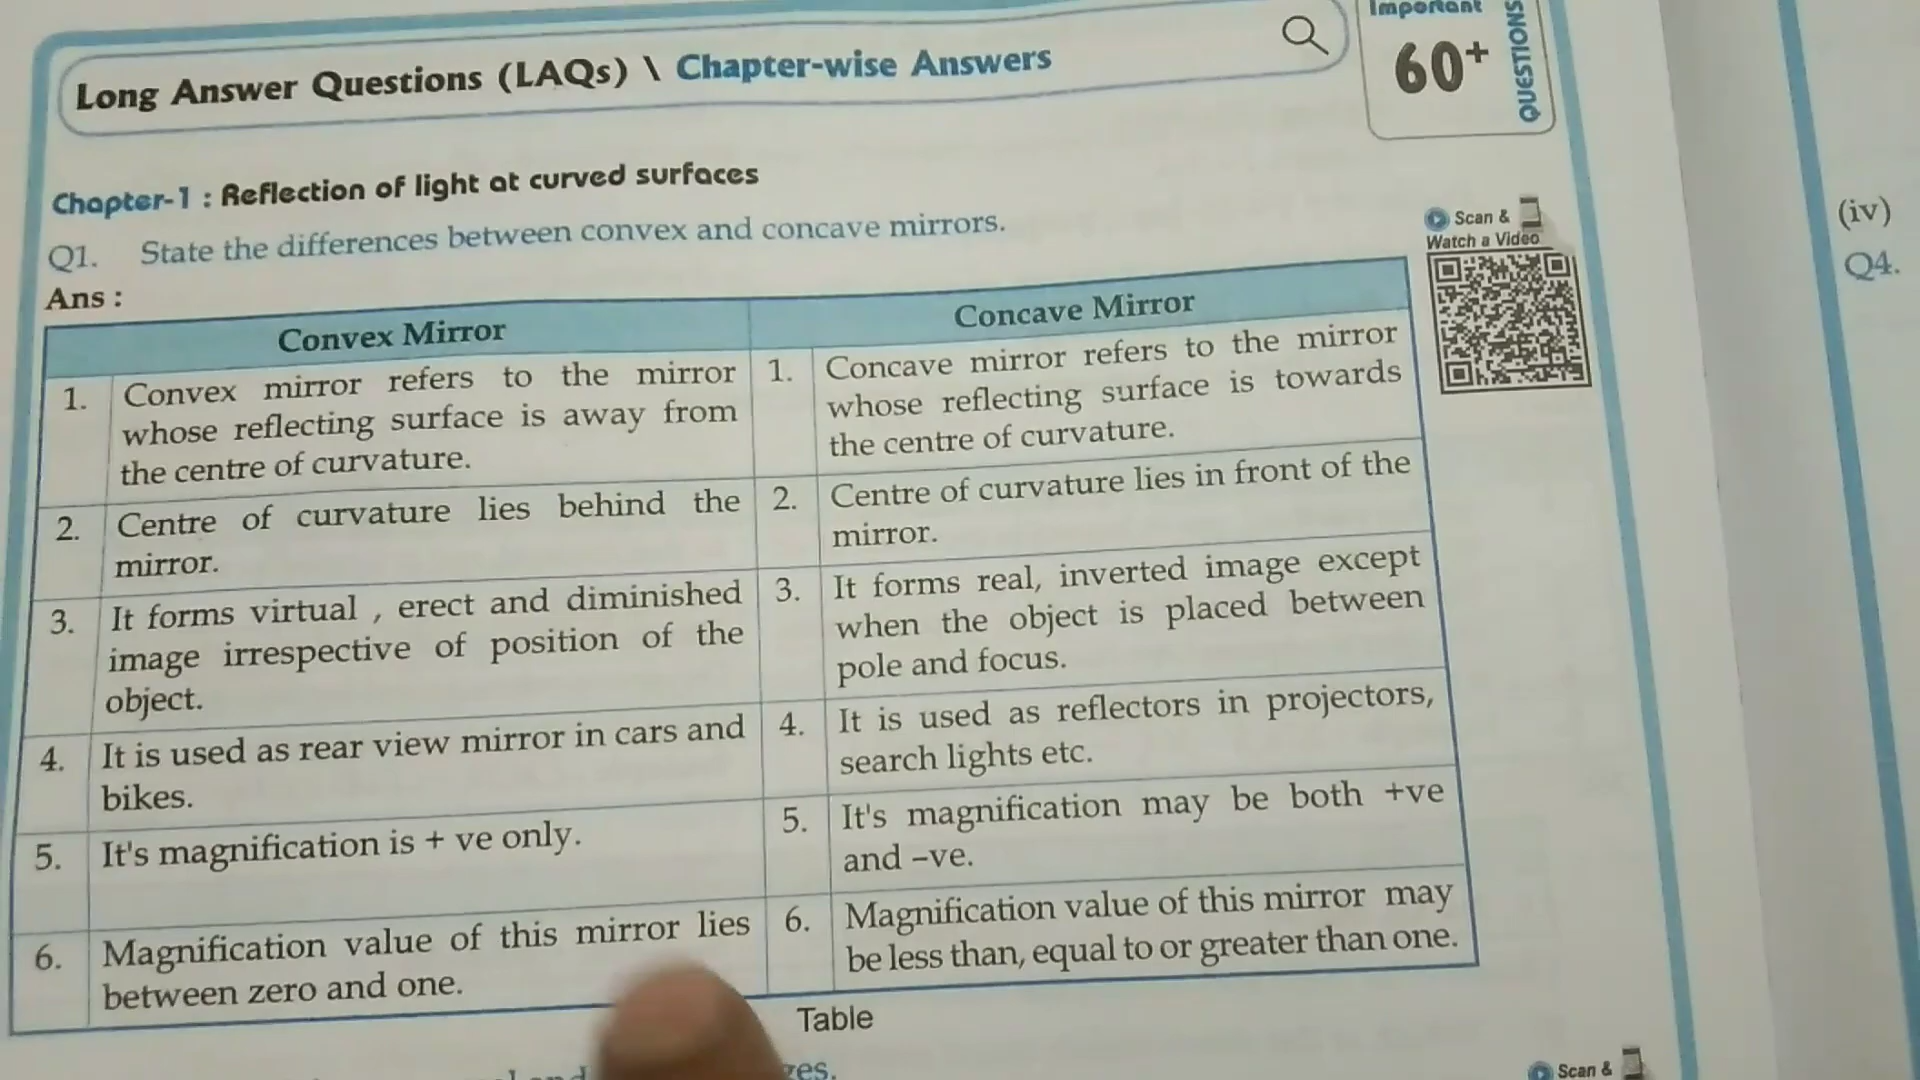 Important
60+
QUESTIONS
Long Answer Questions (LAQs) \ Chapter-wise Answers
Chapter-1 : Reflection of light at curved surfaces
Q1. State the differences between convex and concave mirrors.
Scan &
Watch a Video
Ans :
Convex Mirror
1. Convex mirror refers to the mirror
whose reflecting surface is away from
the centre of curvature.
2. Centre of curvature lies behind the
mirror.
3. It forms virtual , erect and diminished
image irrespective of position of the
object.
4. It is used as rear view mirror in cars and
bikes.
5. It's magnification is + ve only.
6. Magnification value of this mirror lies
between zero and one.
Concave Mirror
1. Concave mirror refers to the mirror
whose reflecting surface is towards
the centre of curvature.
2. Centre of curvature lies in front of the
mirror.
3. It forms real, inverted image except
when the object is placed between
pole and focus.
4. It is used as reflectors in projectors,
search lights etc.
5. It's magnification may be both +ve
and –ve.
6. Magnification value of this mirror may
be less than, equal to or greater than one.
Table
Scan &
(iv)
Q4.